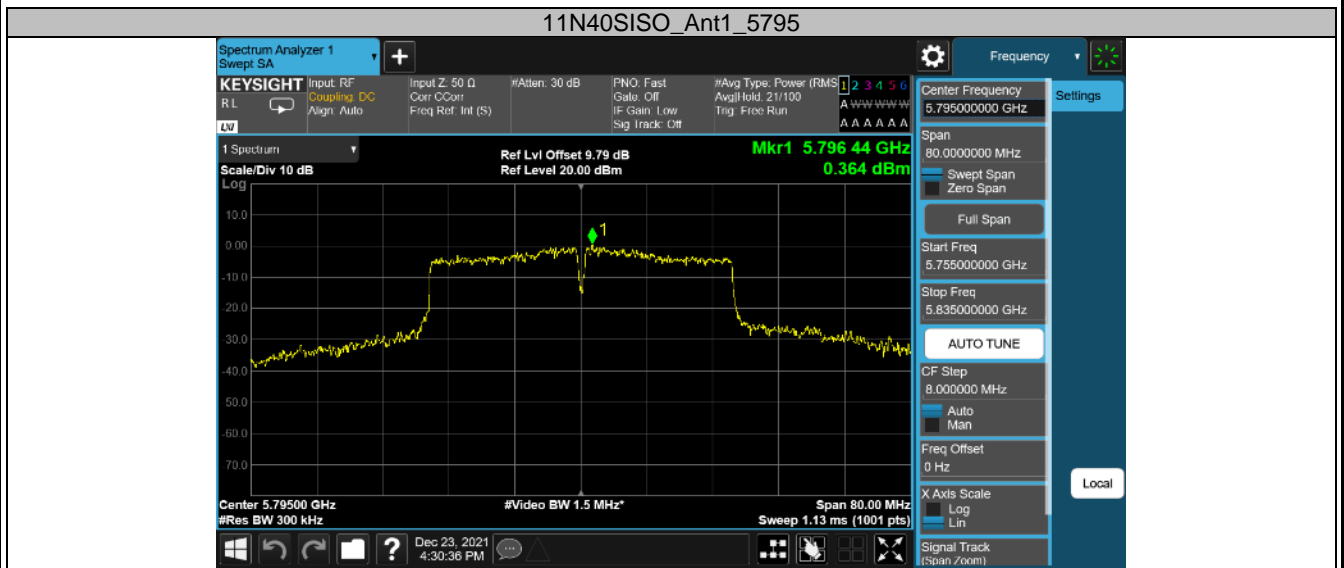 11N40SISO_Ant1_5795
Spectrum Analyzer 1
Swept SA
+
Frequency
KEYSIGHT
R L
LXI
Input: RF
Coupling: DC
Align: Auto
Input Z: 50 Ω
Corr CCorr
Freq Ref: Int (S)
#Atten: 30 dB
PNO: Fast
Gate: Off
IF Gain: Low
Sig Track: Off
#Avg Type: Power (RMS
Avg|Hold: 21/100
Trig: Free Run
1 2 3 4 5 6
A W W W W W
A A A A A A
1 Spectrum
Scale/Div 10 dB
Log
Ref Lvl Offset 9.79 dB
Ref Level 20.00 dBm
Mkr1 5.796 44 GHz
0.364 dBm
1
10.0
0.00
-10.0
-20.0
-30.0
-40.0
-50.0
-60.0
-70.0
Center 5.79500 GHz
#Res BW 300 kHz
#Video BW 1.5 MHz*
Span 80.00 MHz
Sweep 1.13 ms (1001 pts)
Center Frequency
5.795000000 GHz
Settings
Span
80.0000000 MHz
Swept Span
Zero Span
Full Span
Start Freq
5.755000000 GHz
Stop Freq
5.835000000 GHz
AUTO TUNE
CF Step
8.000000 MHz
Auto
Man
Freq Offset
0 Hz
X Axis Scale
Log
Lin
Local
Signal Track
(Span Zoom)
?
Dec 23, 2021
4:30:36 PM